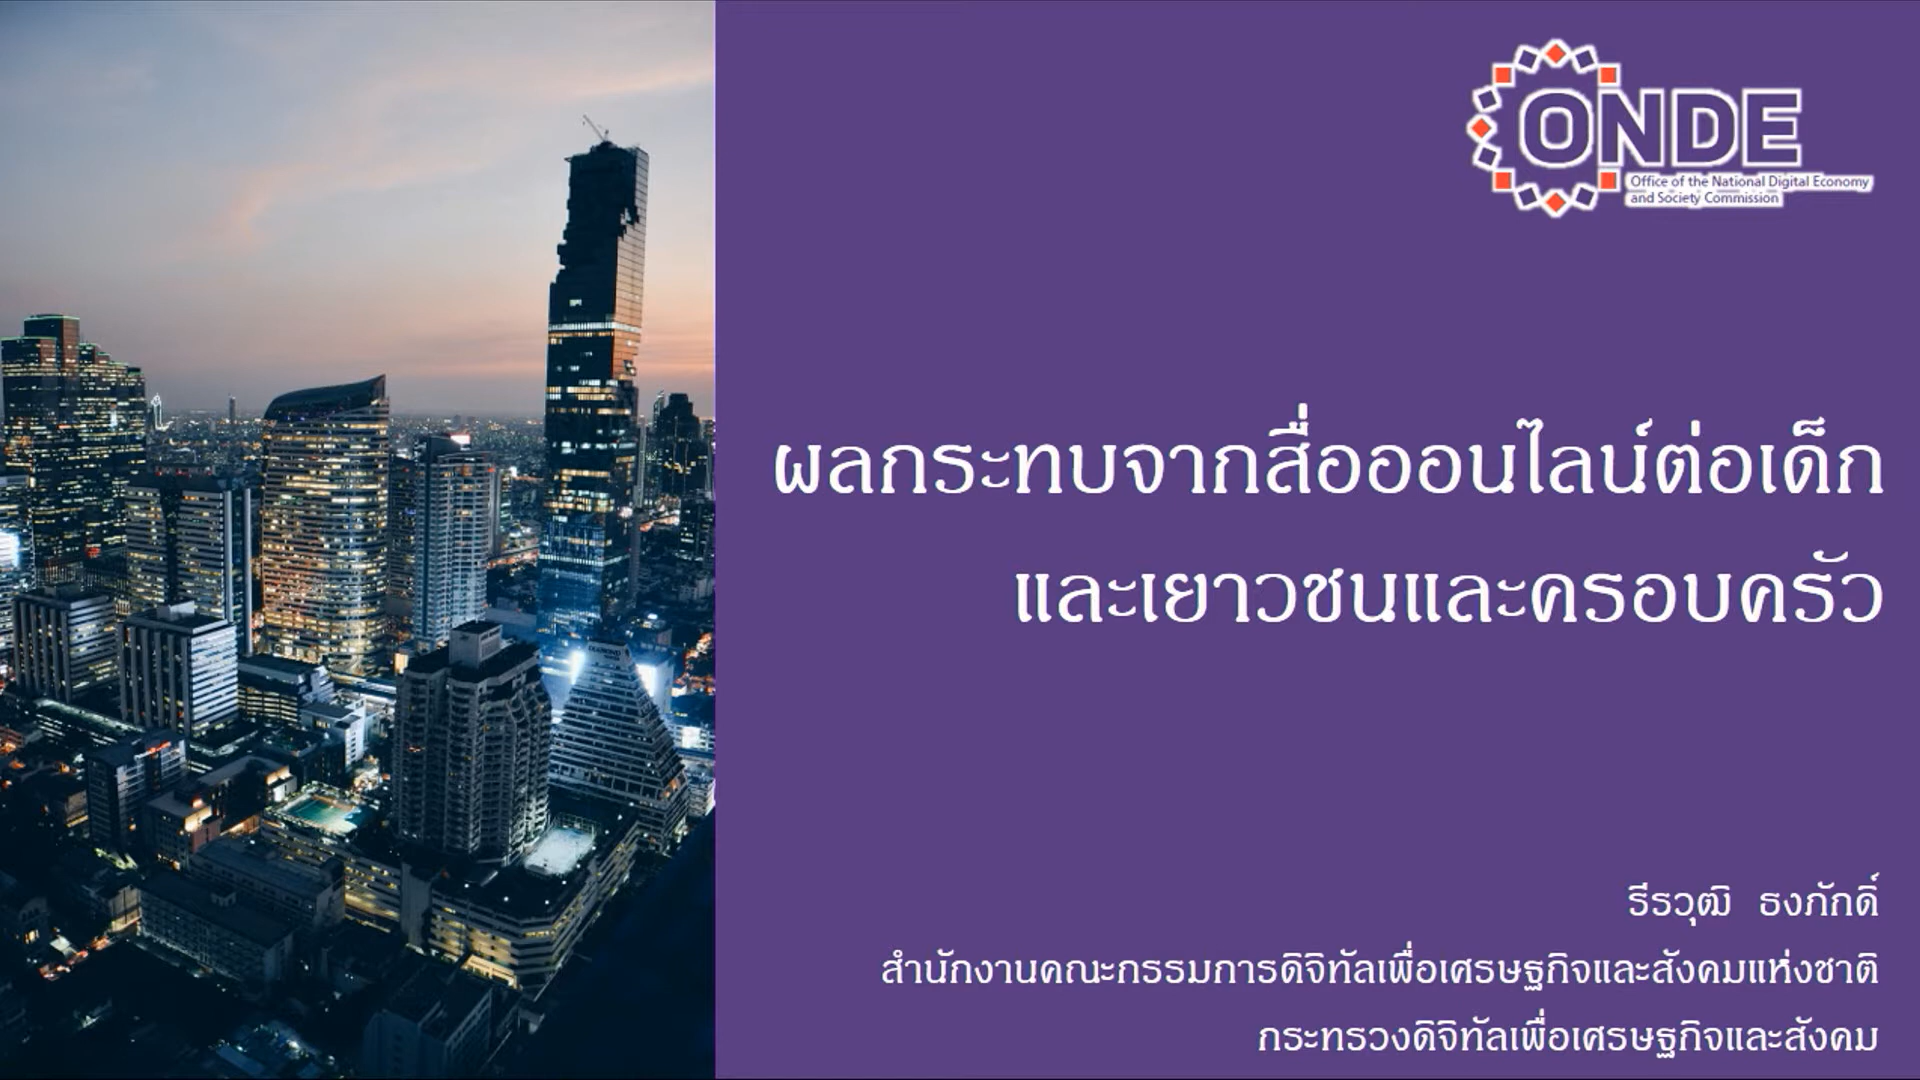 ONDE
Office of the National Digital Economy
and Society Commission
ผลกระทบจากสื่อออนไลน์ต่อเด็ก
และเยาวชนและครอบครัว
ธีรวุฒิ ธงภักดิ์
สำนักงานคณะกรรมการดิจิทัลเพื่อเศรษฐกิจและสังคมแห่งชาติ
กระทรวงดิจิทัลเพื่อเศรษฐกิจและสังคม